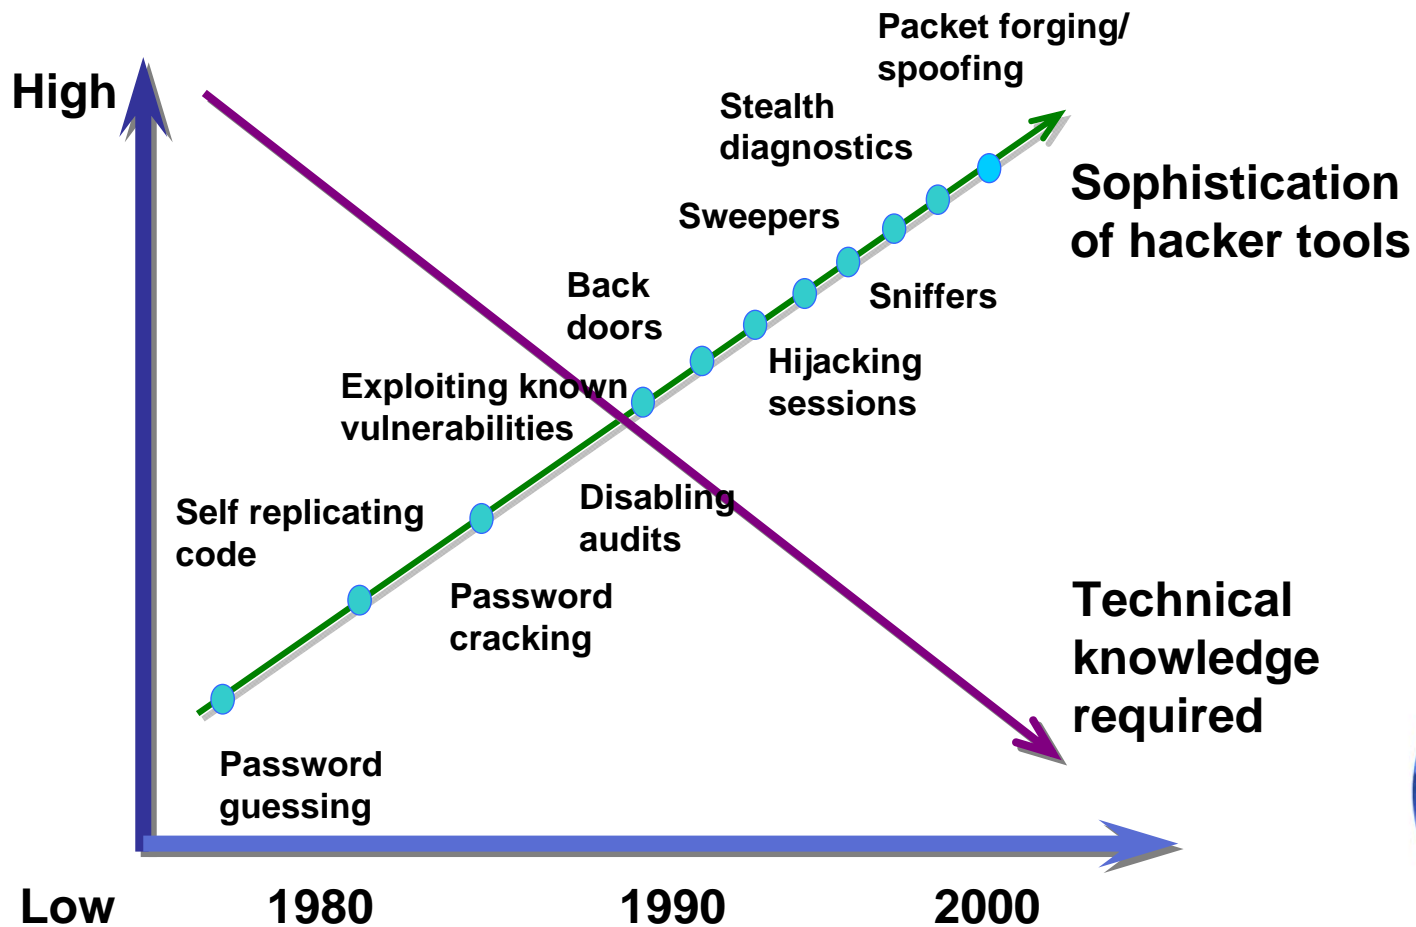 Packet forging/
spoofing
High
Stealth
diagnostics
Sophistication
of hacker tools
Sweepers
Back
doors
Sniffers
Hijacking
sessions
Exploiting known
vulnerabilities
Disabling
audits
Self replicating
code
Password
cracking
Technical
knowledge
required
Password
guessing
Low 1980 1990 2000